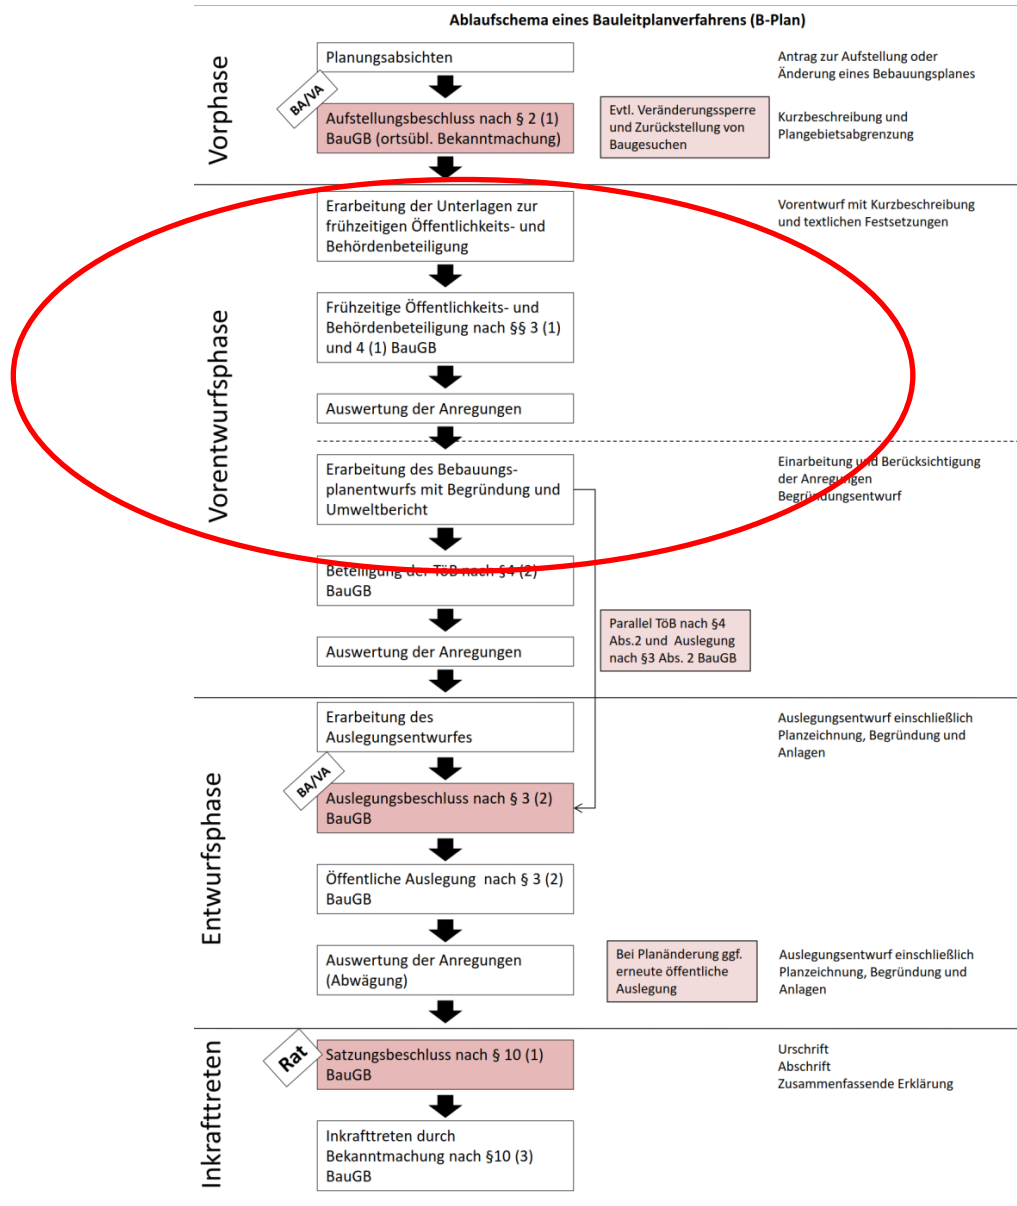 Ablaufschema eines Bauleitplanverfahrens (B-Plan)
Vorphase
Planungsabsichten
Antrag zur Aufstellung oder
Änderung eines Bebauungsplanes
BA/VA
Aufstellungsbeschluss nach § 2 (1)
BauGB (ortsübl. Bekanntmachung)
Evtl. Veränderungssperre
und Zurückstellung von
Baugesuchen
Kurzbeschreibung und
Plangebietsabgrenzung
Vorentwurfsphase
Erarbeitung der Unterlagen zur
frühzeitigen Öffentlichkeits- und
Behördenbeteiligung
Vorentwurf mit Kurzbeschreibung
und textlichen Festsetzungen
Frühzeitige Öffentlichkeits- und
Behördenbeteiligung nach §§ 3 (1)
und 4 (1) BauGB
Auswertung der Anregungen
Erarbeitung des Bebauungs-
planentwurfs mit Begründung und
Umweltbericht
Einarbeitung und Berücksichtigung
der Anregungen
Begründungsentwurf
Beteiligung der TöB nach §4 (2)
BauGB
Parallel TöB nach §4
Abs.2 und Auslegung
nach §3 Abs. 2 BauGB
Auswertung der Anregungen
Entwurfsphase
Erarbeitung des
Auslegungsentwurfes
Auslegungsentwurf einschließlich
Planzeichnung, Begründung und
Anlagen
BA/VA
Auslegungsbeschluss nach § 3 (2)
BauGB
Öffentliche Auslegung nach § 3 (2)
BauGB
Auswertung der Anregungen
(Abwägung)
Bei Planänderung ggf.
erneute öffentliche
Auslegung
Auslegungsentwurf einschließlich
Planzeichnung, Begründung und
Anlagen
Inkrafttreten
Rat
Satzungsbeschluss nach § 10 (1)
BauGB
Urschrift
Abschrift
Zusammenfassende Erklärung
Inkrafttreten durch
Bekanntmachung nach §10 (3)
BauGB